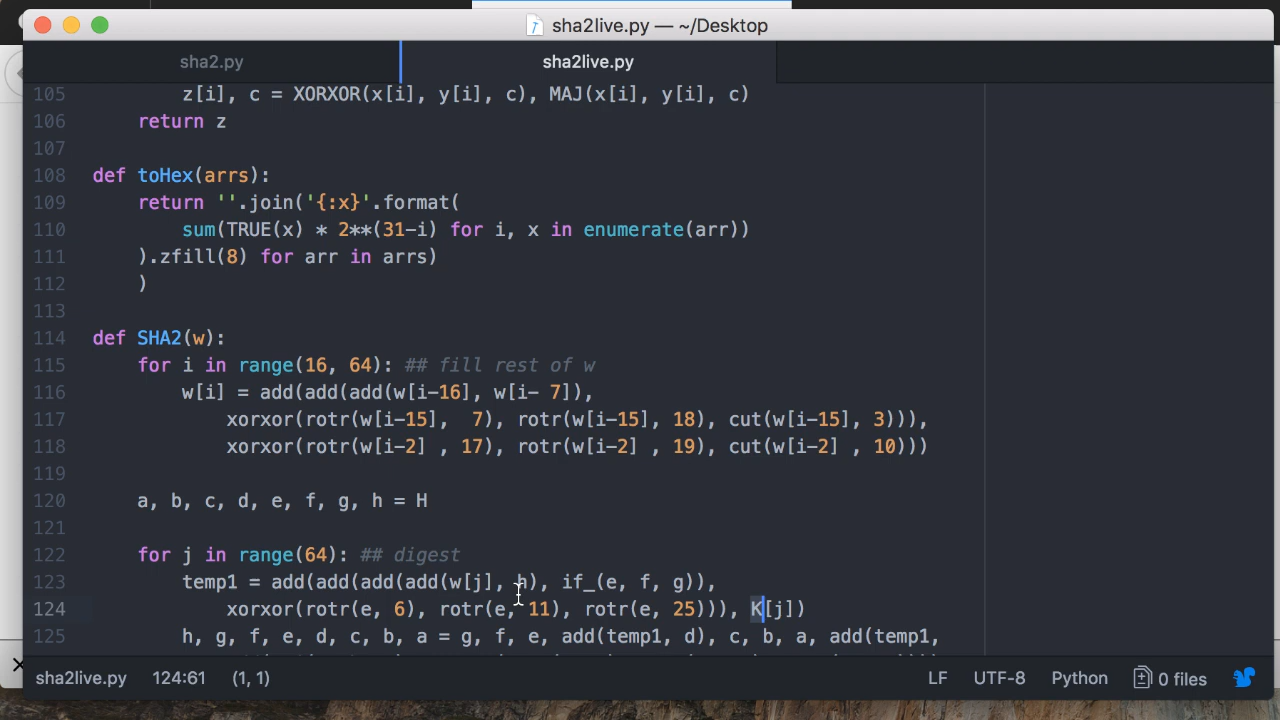 sha2live.py — ~/Desktop
sha2.py
sha2live.py
105 z[i], c = XORXOR(x[i], y[i], c), MAJ(x[i], y[i], c)
106 return z
107
108 def toHex(arrs):
109 return ''.join('{:x}'.format(
110 sum(TRUE(x) * 2**(31-i) for i, x in enumerate(arr))
111 ).zfill(8) for arr in arrs)
112 )
113
114 def SHA2(w):
115 for i in range(16, 64): ## fill rest of w
116 w[i] = add(add(add(w[i-16], w[i- 7]),
117 xorxor(rotr(w[i-15],  7), rotr(w[i-15], 18), cut(w[i-15], 3))),
118 xorxor(rotr(w[i-2] , 17), rotr(w[i-2] , 19), cut(w[i-2] , 10)))
119
120 a, b, c, d, e, f, g, h = H
121
122 for j in range(64): ## digest
123 temp1 = add(add(add(add(w[j], h), if_(e, f, g)),
124 xorxor(rotr(e, 6), rotr(e, 11), rotr(e, 25))), K[j])
125 h, g, f, e, d, c, b, a = g, f, e, add(temp1, d), c, b, a, add(temp1,
sha2live.py 124:61 (1, 1) LF UTF-8 Python 0 files